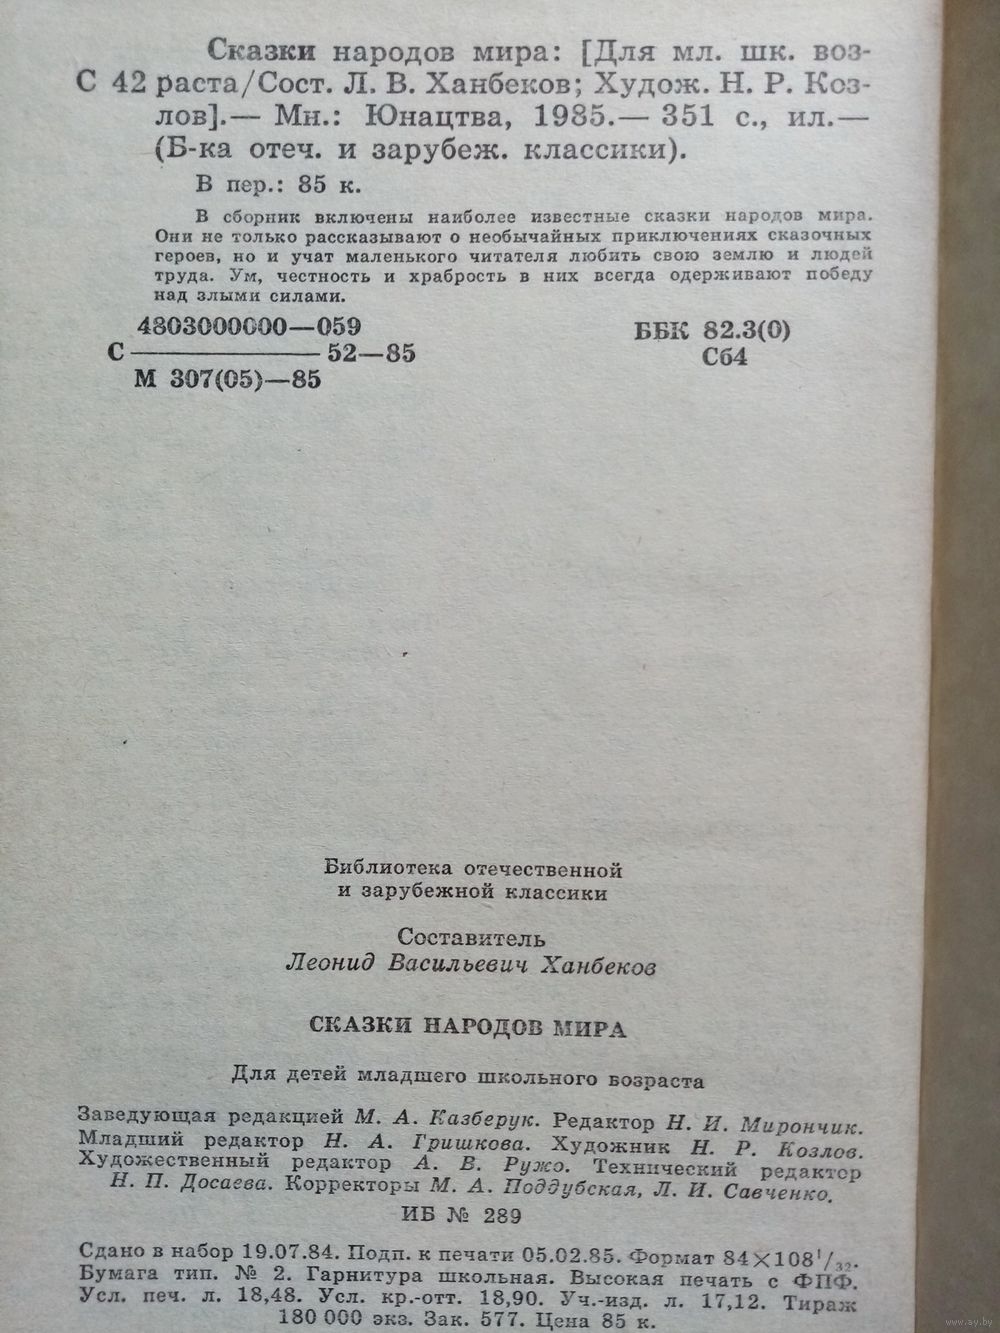 Сказки народов мира: [Для мл. шк. воз-
С 42 раста/Сост. Л. В. Ханбеков; Худож. Н. Р. Коз-
лов].— Мн.: Юнацтва, 1985.— 351 с., ил.—
(Б-ка отеч. и зарубеж. классики).
В пер.: 85 к.
В сборник включены наиболее известные сказки народов мира.
Они не только рассказывают о необычайных приключениях сказочных
героев, но и учат маленького читателя любить свою землю и людей
труда. Ум, честность и храбрость в них всегда одерживают победу
над злыми силами.
4803000000—059
С ———— 52—85
М 307(05)—85
ББК 82.3(0)
Сб4
Библиотека отечественной
и зарубежной классики
Составитель
Леонид Васильевич Ханбеков
СКАЗКИ НАРОДОВ МИРА
Для детей младшего школьного возраста
Заведующая редакцией М. А. Казберук. Редактор Н. И. Мирончик.
Младший редактор Н. А. Гришкова. Художник Н. Р. Козлов.
Художественный редактор А. В. Ружо. Технический редактор
Н. П. Досаева. Корректоры М. А. Поддубская, Л. И. Савченко.
ИБ № 289
Сдано в набор 19.07.84. Подп. к печати 05.02.85. Формат 84×108¹/₃₂.
Бумага тип. № 2. Гарнитура школьная. Высокая печать с ФПФ.
Усл. печ. л. 18,48. Усл. кр.-отт. 18,90. Уч.-изд. л. 17,12. Тираж
180 000 экз. Зак. 577. Цена 85 к.
www.ay.by